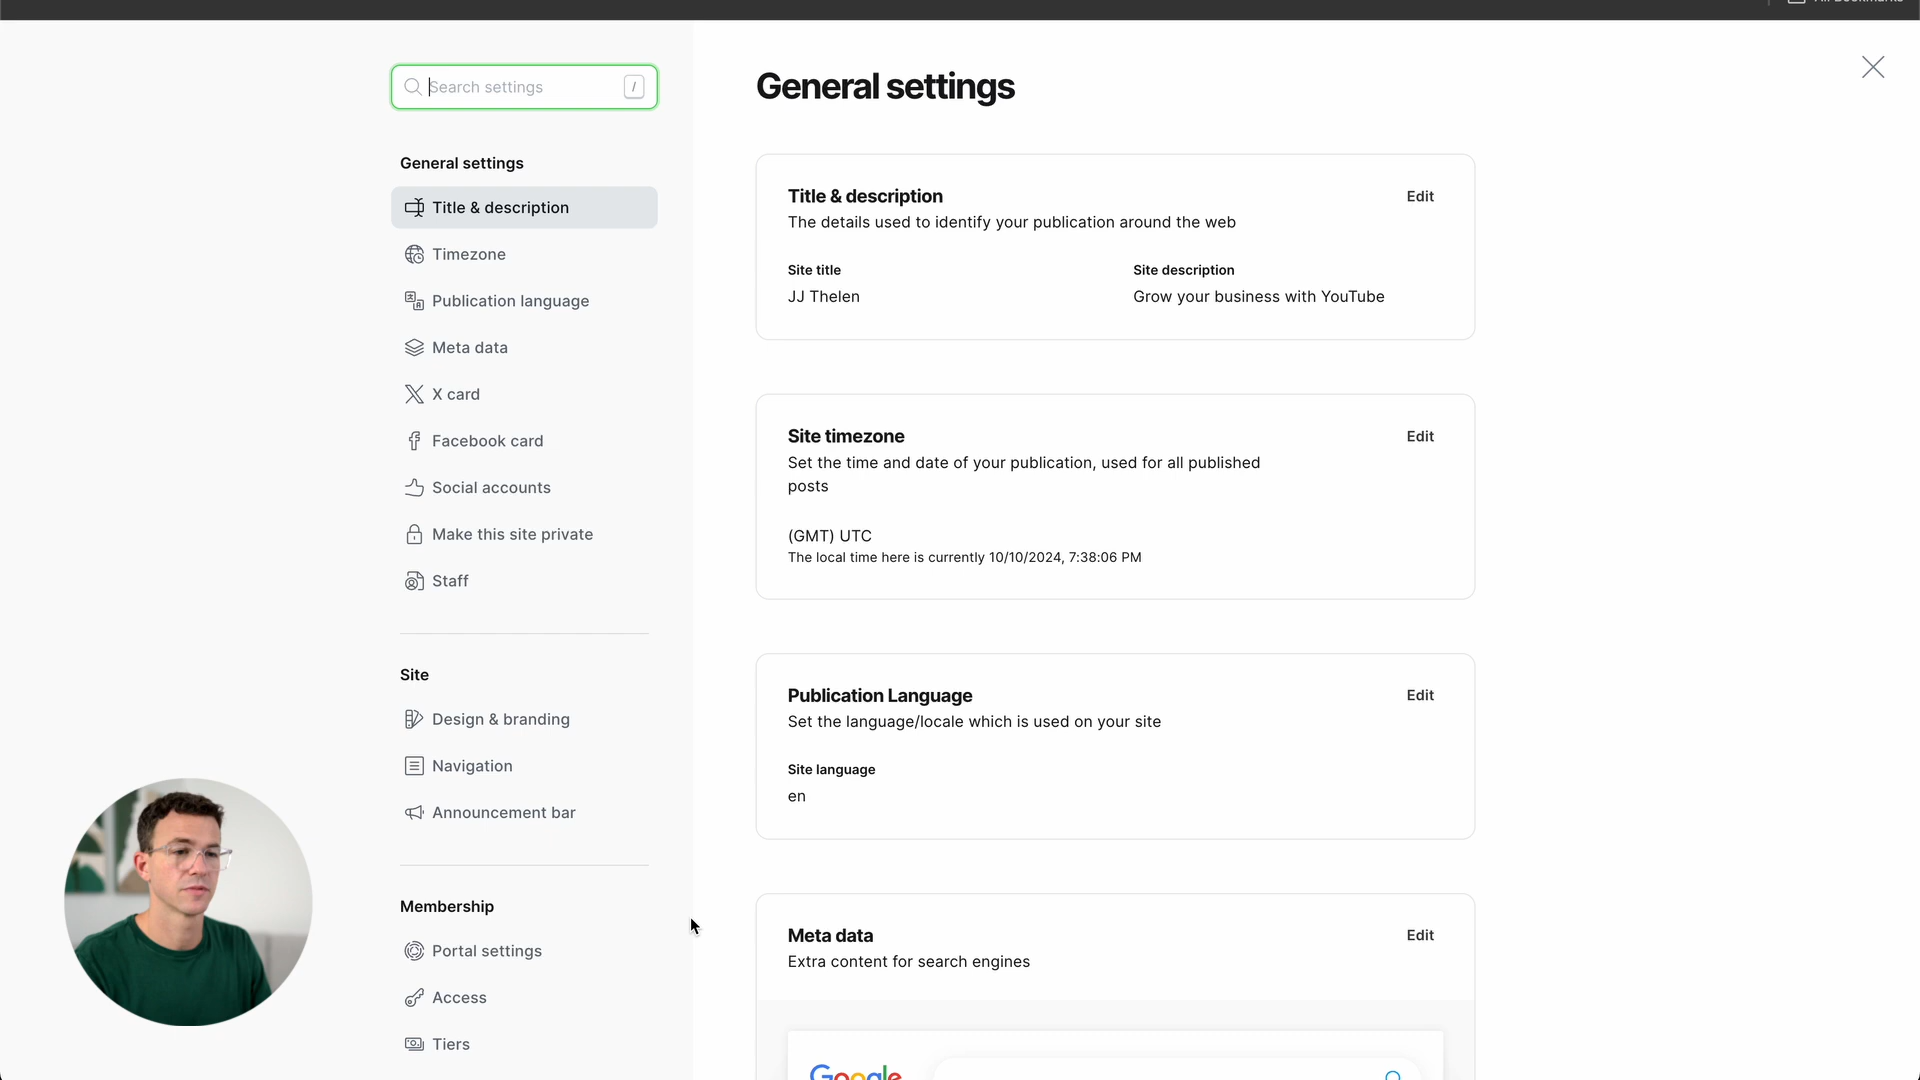 Search settings /
General settings
Title & description
Timezone
Publication language
Meta data
X card
Facebook card
Social accounts
Make this site private
Staff
Site
Design & branding
Navigation
Announcement bar
Membership
Portal settings
Access
Tiers
General settings
Title & description Edit
The details used to identify your publication around the web
Site title Site description
JJ Thelen Grow your business with YouTube
Site timezone Edit
Set the time and date of your publication, used for all published
posts
(GMT) UTC
The local time here is currently 10/10/2024, 7:38:06 PM
Publication Language Edit
Set the language/locale which is used on your site
Site language
en
Meta data Edit
Extra content for search engines
Google